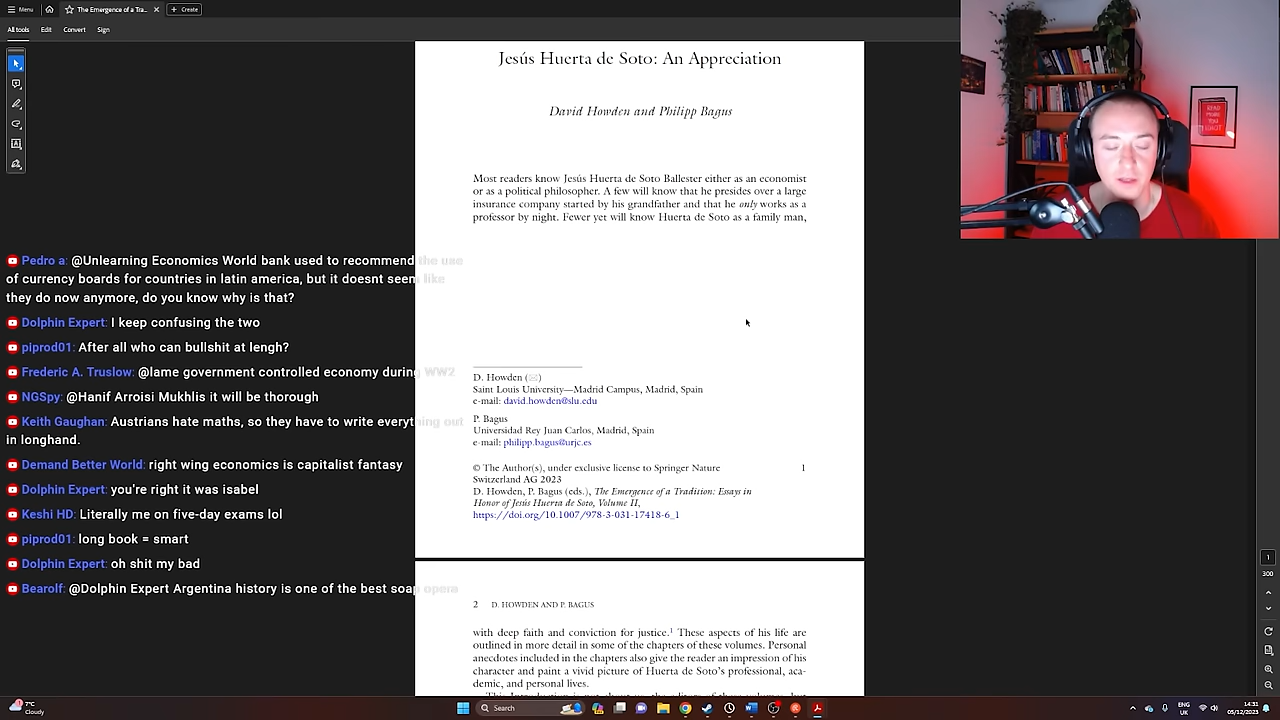 Menu
The Emergence of a Tra...
Create
All tools
Edit
Convert
Sign
Jesús Huerta de Soto: An Appreciation
David Howden and Philipp Bagus
Most readers know Jesús Huerta de Soto Ballester either as an economist
or as a political philosopher. A few will know that he presides over a large
insurance company started by his grandfather and that he only works as a
professor by night. Fewer yet will know Huerta de Soto as a family man,
Pedro a: @Unlearning Economics World bank used to recommend the use
of currency boards for countries in latin america, but it doesnt seem like
they do now anymore, do you know why is that?
Dolphin Expert: I keep confusing the two
piprod01: After all who can bullshit at lengh?
Frederic A. Truslow: @lame government controlled economy during WW2
NGSpy: @Hanif Arroisi Mukhlis it will be thorough
Keith Gaughan: Austrians hate maths, so they have to write everything out
in longhand.
Demand Better World: right wing economics is capitalist fantasy
Dolphin Expert: you're right it was isabel
Keshi HD: Literally me on five-day exams lol
piprod01: long book = smart
Dolphin Expert: oh shit my bad
Bearolf: @Dolphin Expert Argentina history is one of the best soap opera
D. Howden (✉)
Saint Louis University—Madrid Campus, Madrid, Spain
e-mail: david.howden@slu.edu
P. Bagus
Universidad Rey Juan Carlos, Madrid, Spain
e-mail: philipp.bagus@urjc.es
© The Author(s), under exclusive license to Springer Nature
Switzerland AG 2023
1
D. Howden, P. Bagus (eds.), The Emergence of a Tradition: Essays in
Honor of Jesús Huerta de Soto, Volume II,
https://doi.org/10.1007/978-3-031-17418-6_1
2 D. HOWDEN AND P. BAGUS
with deep faith and conviction for justice.1 These aspects of his life are
outlined in more detail in some of the chapters of these volumes. Personal
anecdotes included in the chapters also give the reader an impression of his
character and paint a vivid picture of Huerta de Soto's professional, aca-
demic, and personal lives.
1
300
7°C
Cloudy
Search
ENG
UK
14:31
05/12/2023